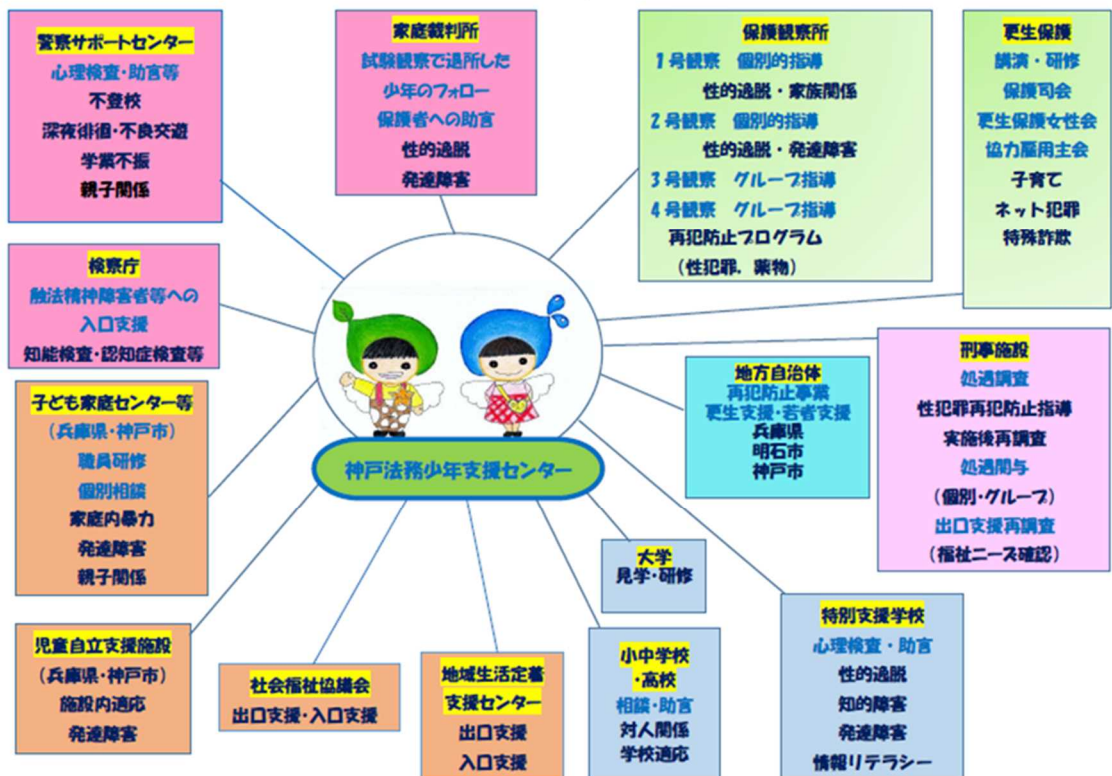 警察サポートセンター
心理検査・助言等
不登校
深夜徘徊・不良交遊
学業不振
親子関係
家庭裁判所
試験観察で退所した
少年のフォロー
保護者への助言
性的逸脱
発達障害
保護観察所
1号観察 個別的指導
性的逸脱・家族関係
2号観察 個別的指導
性的逸脱・発達障害
3号観察 グループ指導
4号観察 グループ指導
再犯防止プログラム
(性犯罪、薬物)
更生保護
講演・研修
保護司会
更生保護女性会
協力雇用主会
子育て
ネット犯罪
特殊詐欺
検察庁
触法精神障害者等への
入口支援
知能検査・認知症検査等
子ども家庭センター等
(兵庫県・神戸市)
職員研修
個別相談
家庭内暴力
発達障害
親子関係
神戸法務少年支援センター
地方自治体
再犯防止事業
更生支援・若者支援
兵庫県
明石市
神戸市
刑事施設
処遇調査
性犯罪再犯防止指導
実施後再調査
処遇関与
(個別・グループ)
出口支援再調査
(福祉ニーズ確認)
児童自立支援施設
(兵庫県・神戸市)
施設内適応
発達障害
社会福祉協議会
出口支援・入口支援
地域生活定着
支援センター
出口支援
入口支援
大学
見学・研修
小中学校
・高校
相談・助言
対人関係
学校適応
特別支援学校
心理検査・助言
性的逸脱
知的障害
発達障害
情報リテラシー